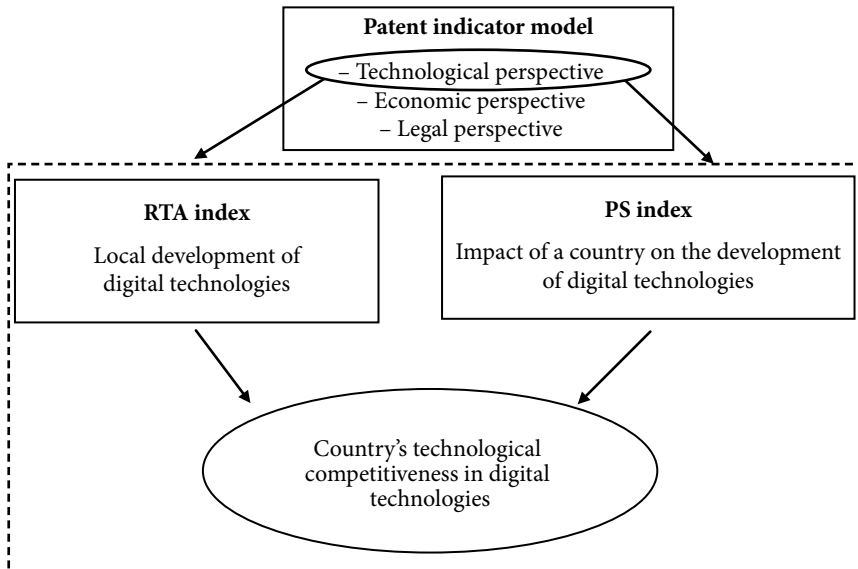 Patent indicator model
– Technological perspective
– Economic perspective
– Legal perspective
RTA index
Local development of
digital technologies
PS index
Impact of a country on the development
of digital technologies
Country’s technological
competitiveness in digital
technologies